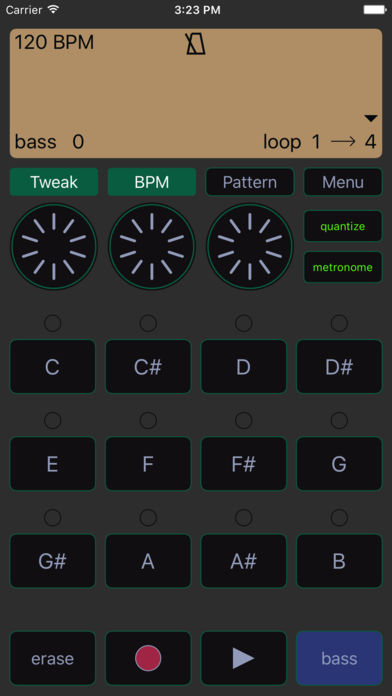 Carrier 3:23 PM
120 BPM
bass 0 loop 1 → 4
Tweak BPM Pattern Menu
quantize
metronome
C C# D D#
E F F# G
G# A A# B
erase bass